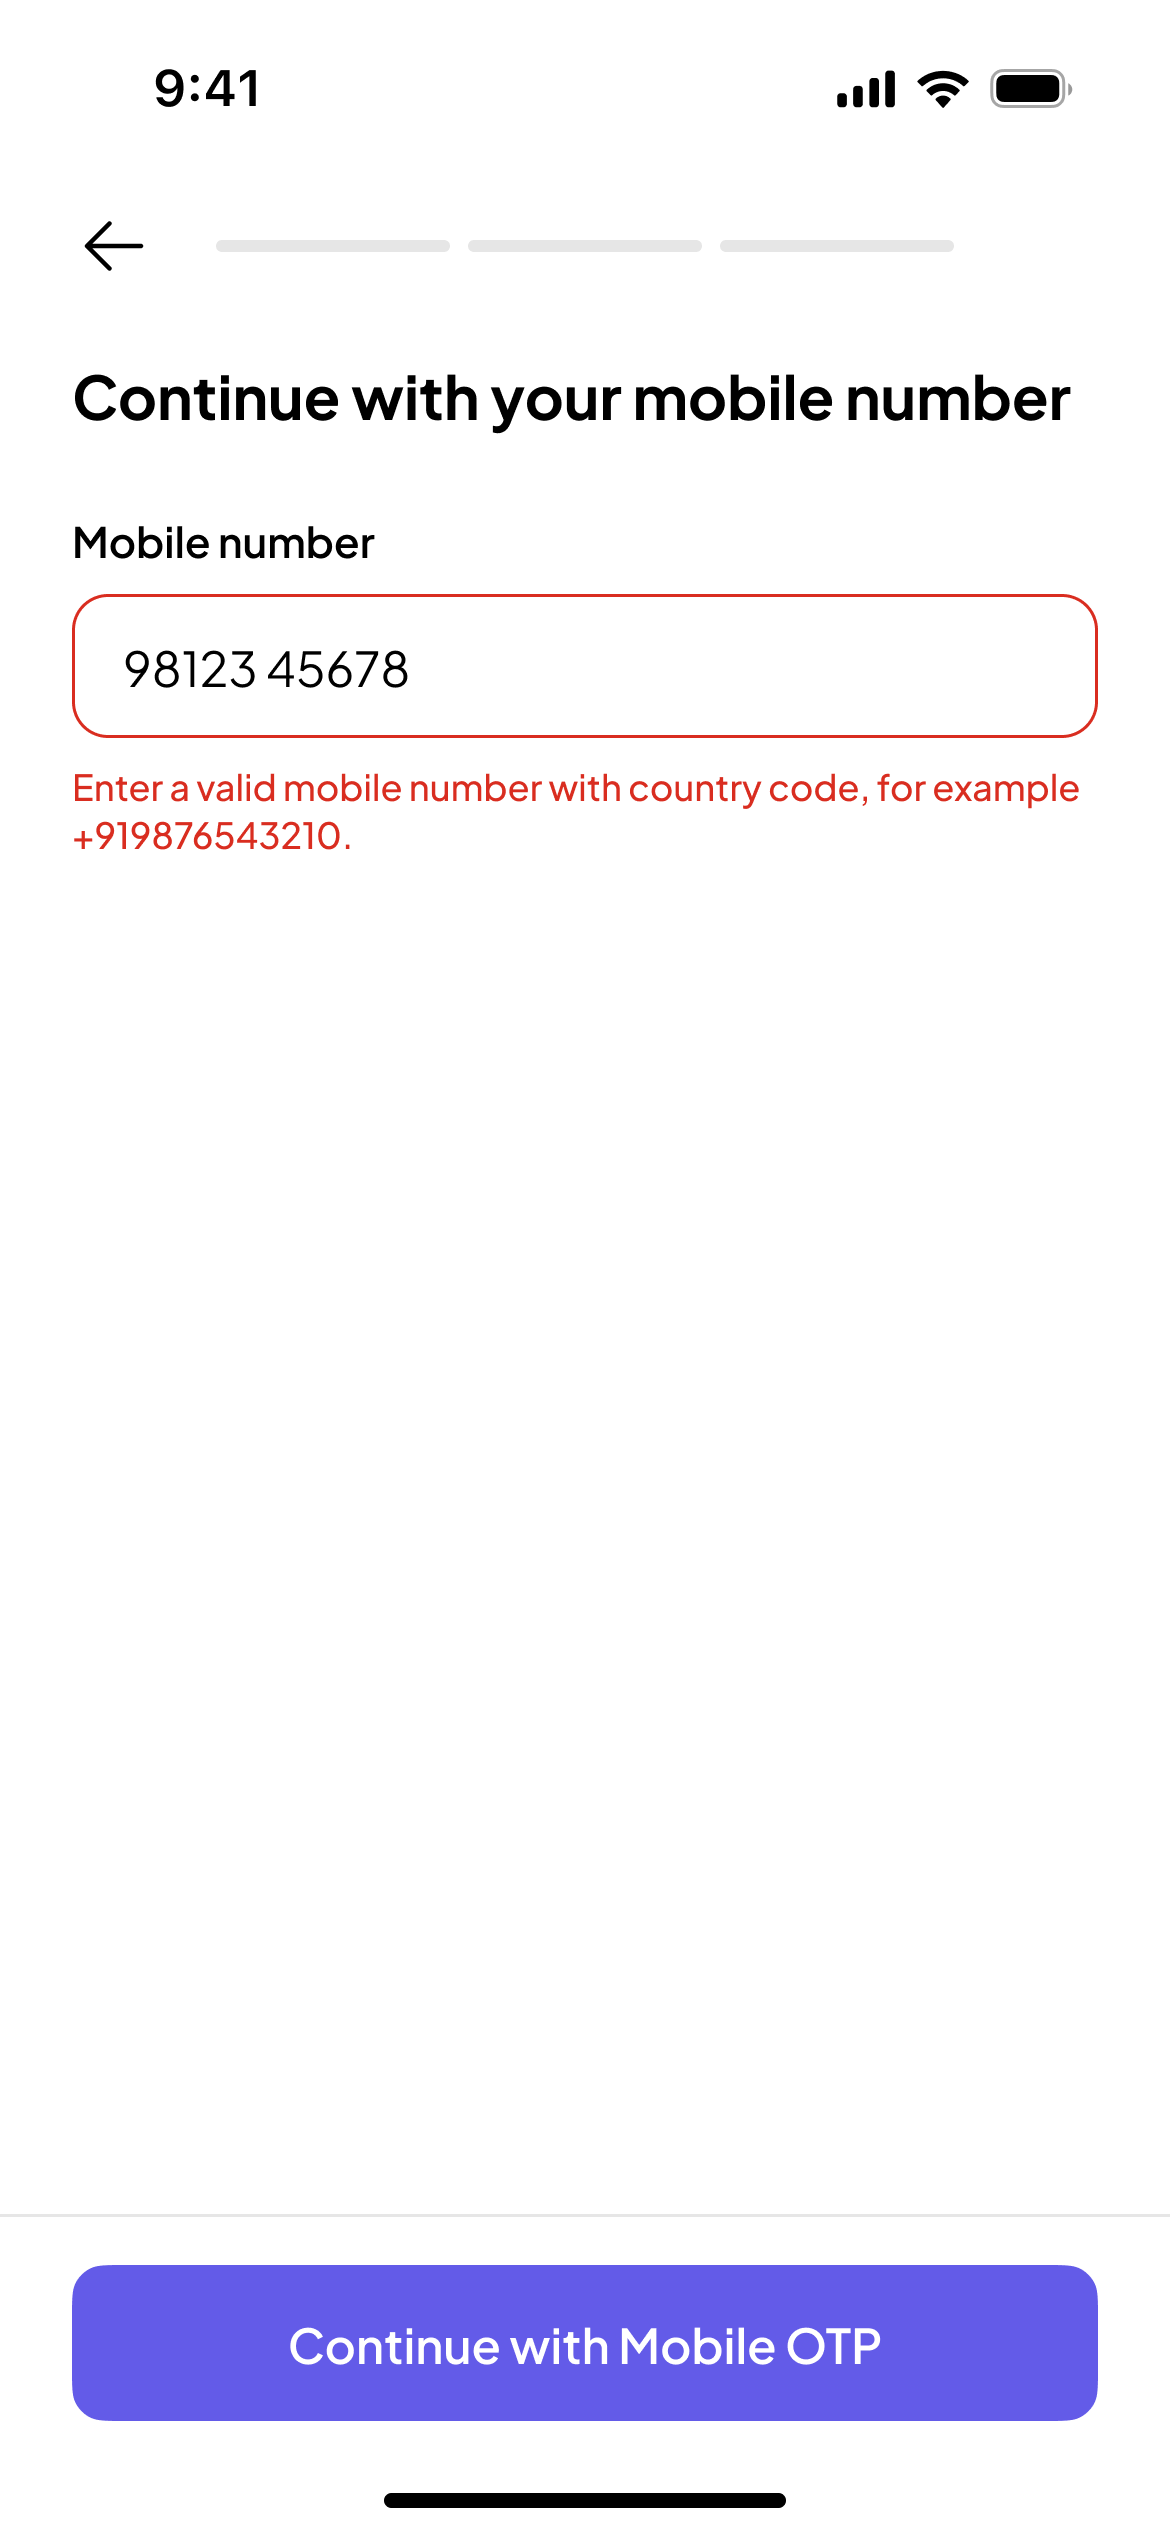 9:41
Continue with your mobile number
Mobile number
98123 45678
Enter a valid mobile number with country code, for example
+919876543210.
Continue with Mobile OTP